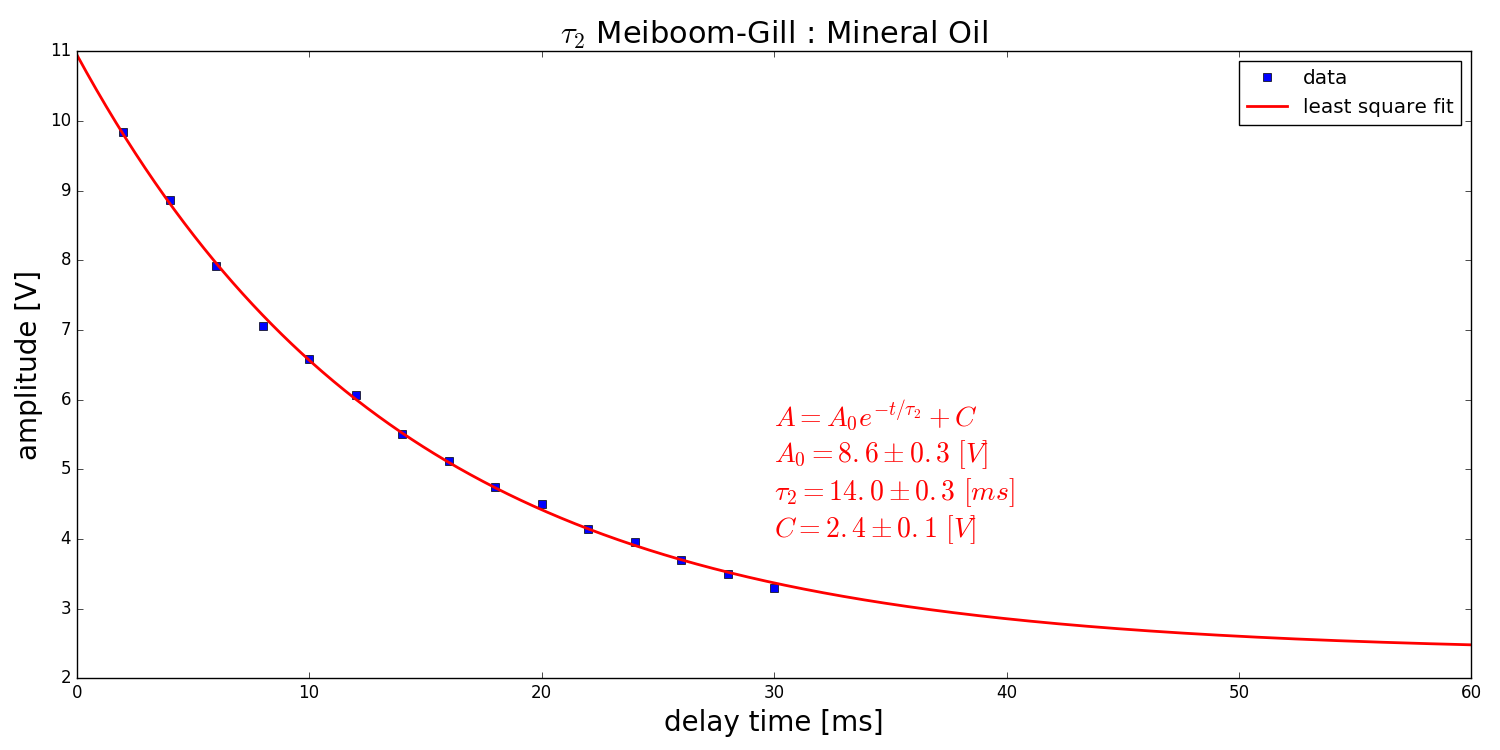 τ₂ Meiboom-Gill : Mineral Oil
data
least square fit
A = A₀e^{-t/τ₂} + C
A₀ = 8.6 ± 0.3 [V]
τ₂ = 14.0 ± 0.3 [ms]
C = 2.4 ± 0.1 [V]
amplitude [V]
11
10
9
8
7
6
5
4
3
2
0 10 20 30 40 50 60
delay time [ms]